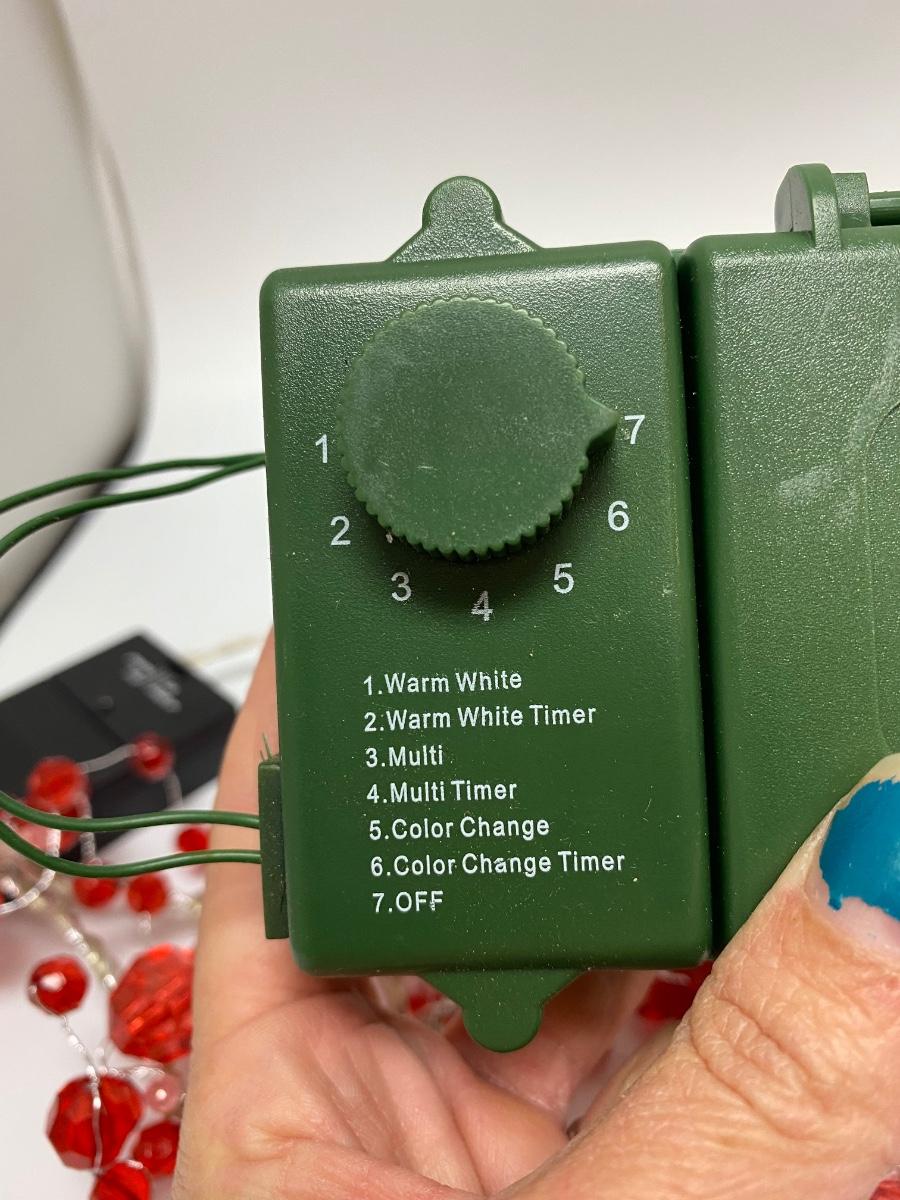 1
7
2
6
3
5
4
1.Warm White
2.Warm White Timer
3.Multi
4.Multi Timer
5.Color Change
6.Color Change Timer
7.OFF